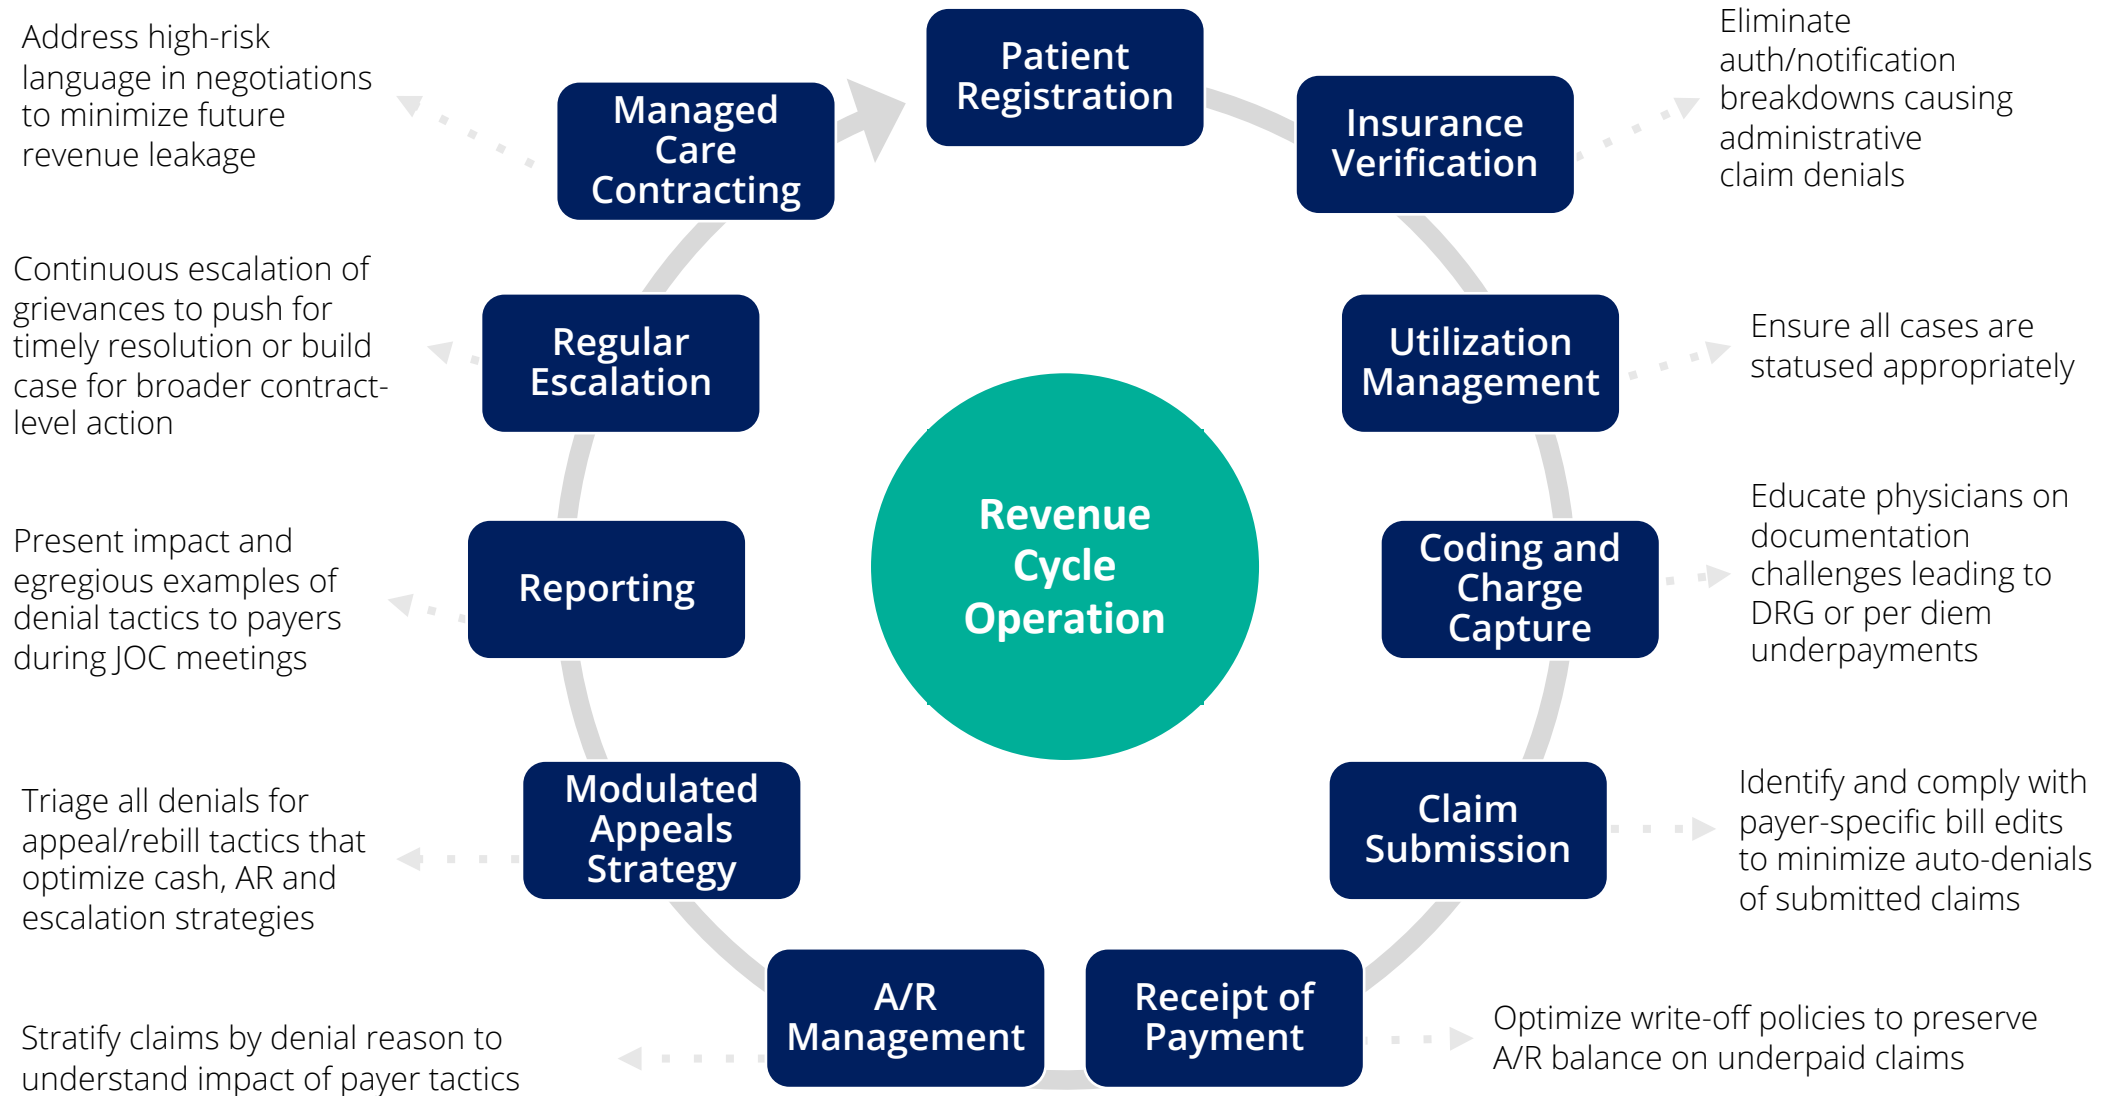 Patient
Registration
Insurance
Verification
Eliminate
auth/notification
breakdowns causing
administrative
claim denials
Utilization
Management
Ensure all cases are
statused appropriately
Coding and
Charge
Capture
Educate physicians on
documentation
challenges leading to
DRG or per diem
underpayments
Claim
Submission
Identify and comply with
payer-specific bill edits
to minimize auto-denials
of submitted claims
Receipt of
Payment
Optimize write-off policies to preserve
A/R balance on underpaid claims
A/R
Management
Stratify claims by denial reason to
understand impact of payer tactics
Modulated
Appeals
Strategy
Triage all denials for
appeal/rebill tactics that
optimize cash, AR and
escalation strategies
Reporting
Present impact and
egregious examples of
denial tactics to payers
during JOC meetings
Regular
Escalation
Continuous escalation of
grievances to push for
timely resolution or build
case for broader contract-
level action
Managed
Care
Contracting
Address high-risk
language in negotiations
to minimize future
revenue leakage
Revenue
Cycle
Operation